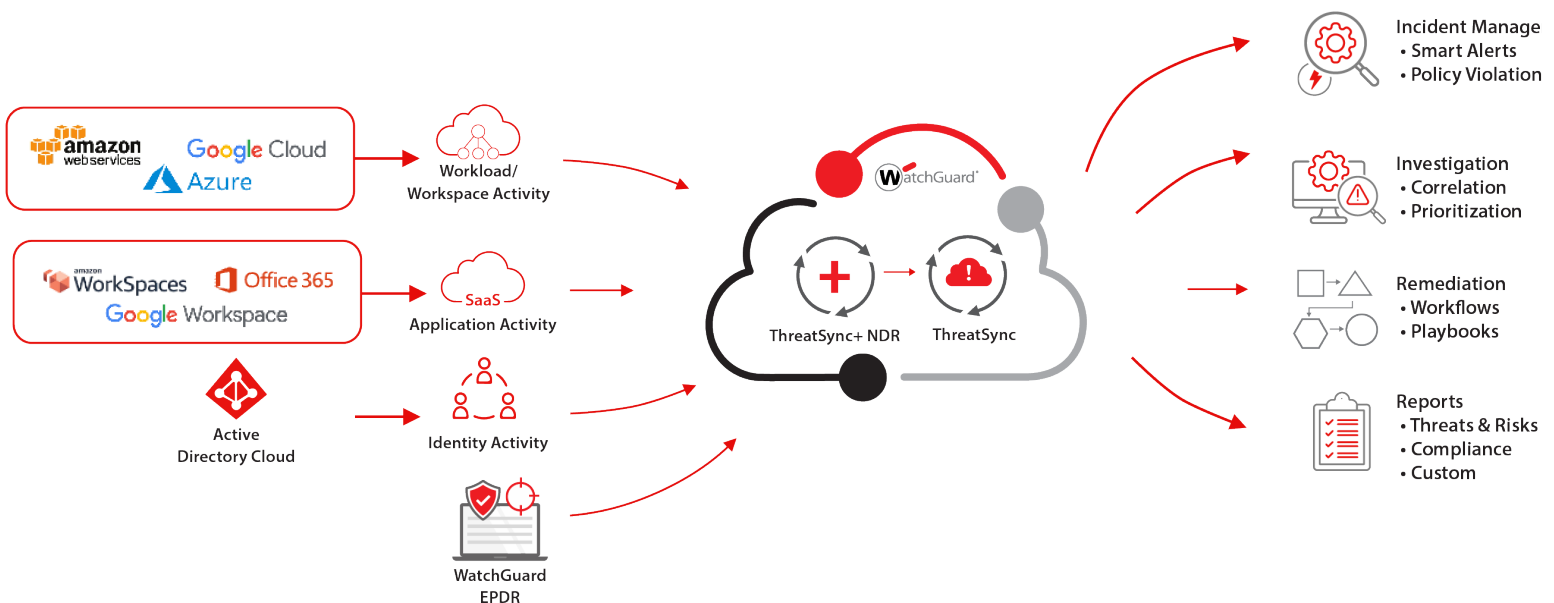 amazon
webservices
Google Cloud
Azure
Workload/
Workspace Activity
amazon
WorkSpaces
Office 365
Google Workspace
SaaS
Application Activity
Active
Directory Cloud
Identity Activity
WatchGuard
EPDR
WatchGuard
ThreatSync+ NDR
ThreatSync
Incident Manage
• Smart Alerts
• Policy Violation
Investigation
• Correlation
• Prioritization
Remediation
• Workflows
• Playbooks
Reports
• Threats & Risks
• Compliance
• Custom